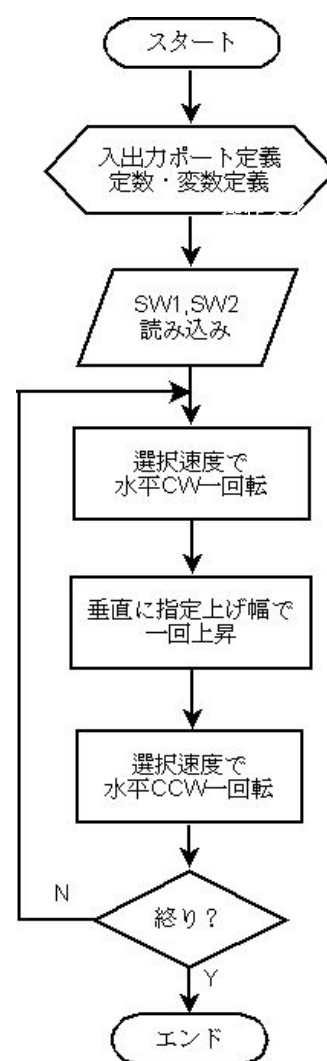 スタート
入出力ポート定義
定数・変数定義
SW1,SW2
読み込み
選択速度で
水平CW一回転
垂直に指定上げ幅で
一回上昇
選択速度で
水平CCW一回転
終り?
N
Y
エンド